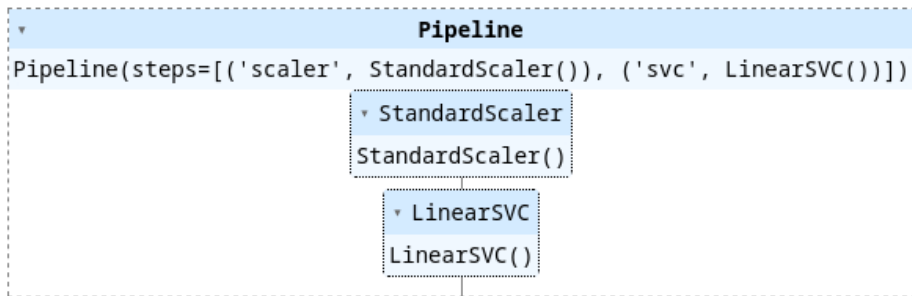 Pipeline
Pipeline(steps=[('scaler', StandardScaler()), ('svc', LinearSVC())])
StandardScaler
StandardScaler()
LinearSVC
LinearSVC()